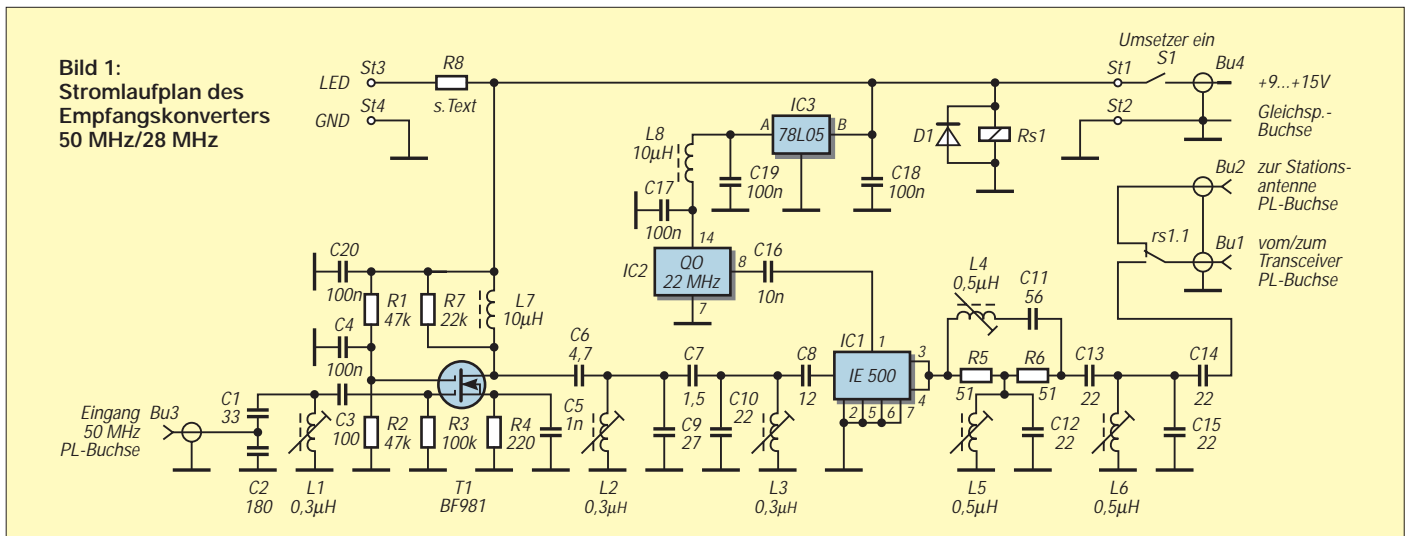 Bild 1:
Stromlaufplan des
Empfangskonverters
50 MHz/28 MHz
LED
St3
R8
s.Text
GND
St4
Umsetzer ein
S1
St1
Bu4
+9...+15V
St2
Gleichsp.-
Buchse
IC3
A
78L05
B
D1
Rs1
L8
10µH
C19
100n
C18
100n
C17
100n
Bu2
zur Stations-
antenne
PL-Buchse
rs1.1
Bu1
vom/zum
Transceiver
PL-Buchse
14
IC2
QO
22 MHz
8
7
C16
10n
C20
100n
R1
47k
R7
22k
L7
10µH
C4
100n
L4
0,5µH
C11
56
C6
4,7
C7
1,5
C8
12
IC1
1
IE 500
3
4
2
5
6
7
R5
51
R6
51
C13
22
C14
22
Eingang
50 MHz
PL-Buchse
Bu3
C1
33
C2
180
L1
0,3µH
C3
100
R2
47k
R3
100k
T1
BF981
R4
220
C5
1n
L2
0,3µH
C9
27
C10
22
L3
0,3µH
L5
0,5µH
C12
22
L6
0,5µH
C15
22